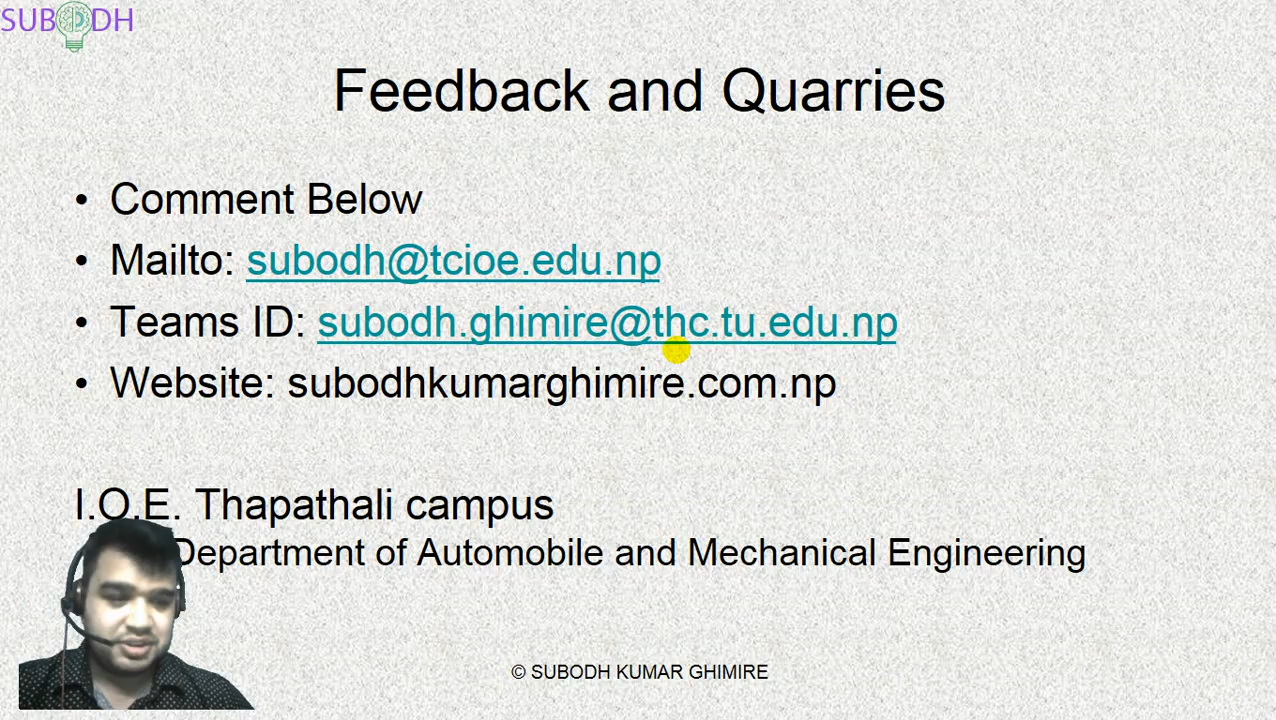 SUBODH
Feedback and Quarries
• Comment Below
• Mailto: subodh@tcioe.edu.np
• Teams ID: subodh.ghimire@thc.tu.edu.np
• Website: subodhkumarghimire.com.np
I.O.E. Thapathali campus
Department of Automobile and Mechanical Engineering
© SUBODH KUMAR GHIMIRE